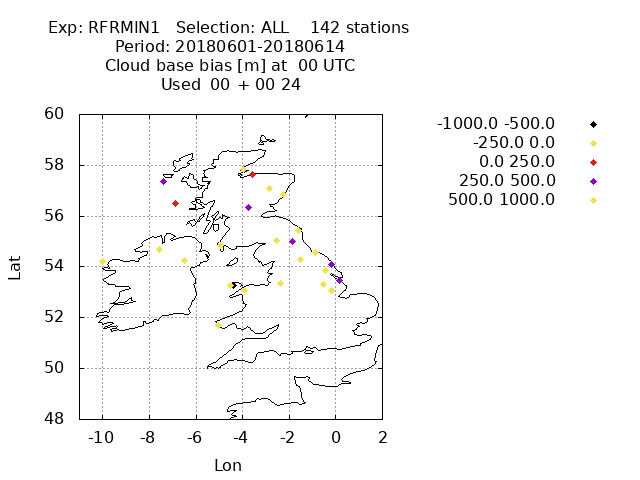 Exp: RFRMIN1   Selection: ALL    142 stations
Period: 20180601-20180614
Cloud base bias [m] at  00 UTC
Used  00 + 00 24
-1000.0 -500.0
-250.0 0.0
0.0 250.0
250.0 500.0
500.0 1000.0
60
58
56
54
52
50
48
Lat
-10 -8 -6 -4 -2 0 2
Lon